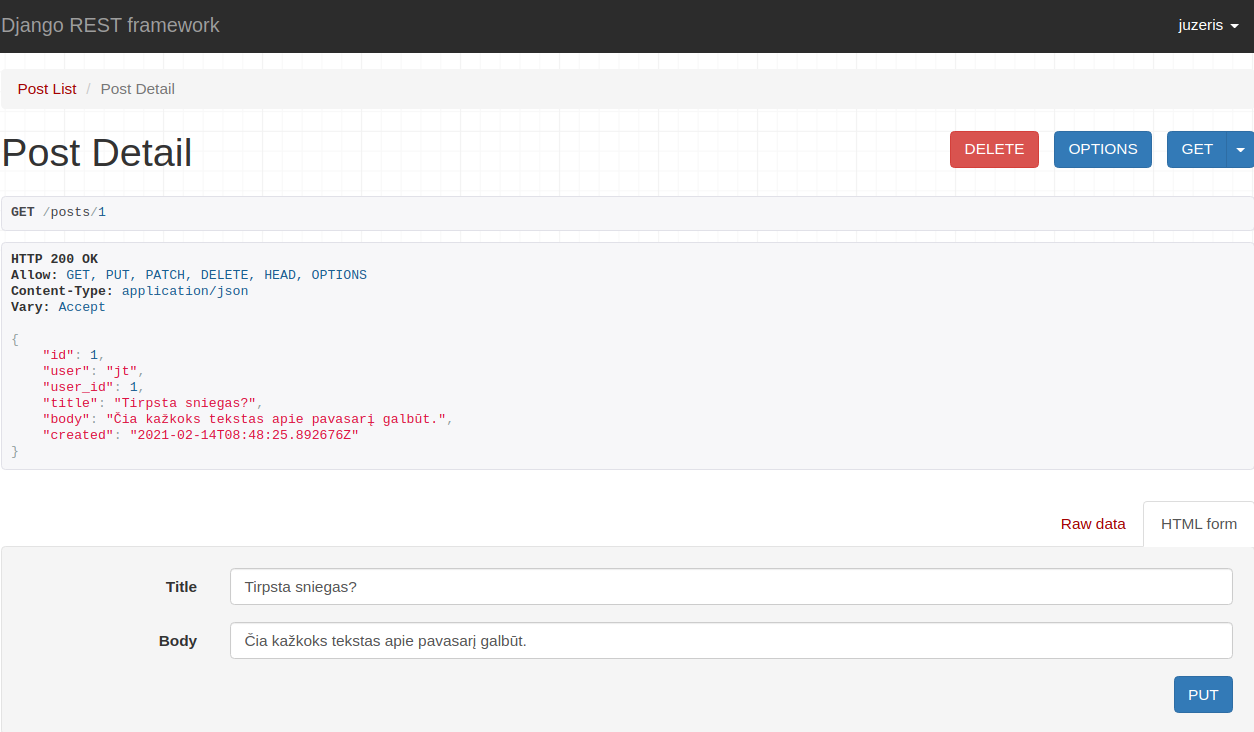 Django REST framework
juzeris
Post List / Post Detail
Post Detail
DELETE
OPTIONS
GET
GET /posts/1
HTTP 200 OK
Allow: GET, PUT, PATCH, DELETE, HEAD, OPTIONS
Content-Type: application/json
Vary: Accept
{
    "id": 1,
    "user": "jt",
    "user_id": 1,
    "title": "Tirpsta sniegas?",
    "body": "Čia kažkoks tekstas apie pavasarį galbūt.",
    "created": "2021-02-14T08:48:25.892676Z"
}
Raw data
HTML form
Title
Tirpsta sniegas?
Body
Čia kažkoks tekstas apie pavasarį galbūt.
PUT